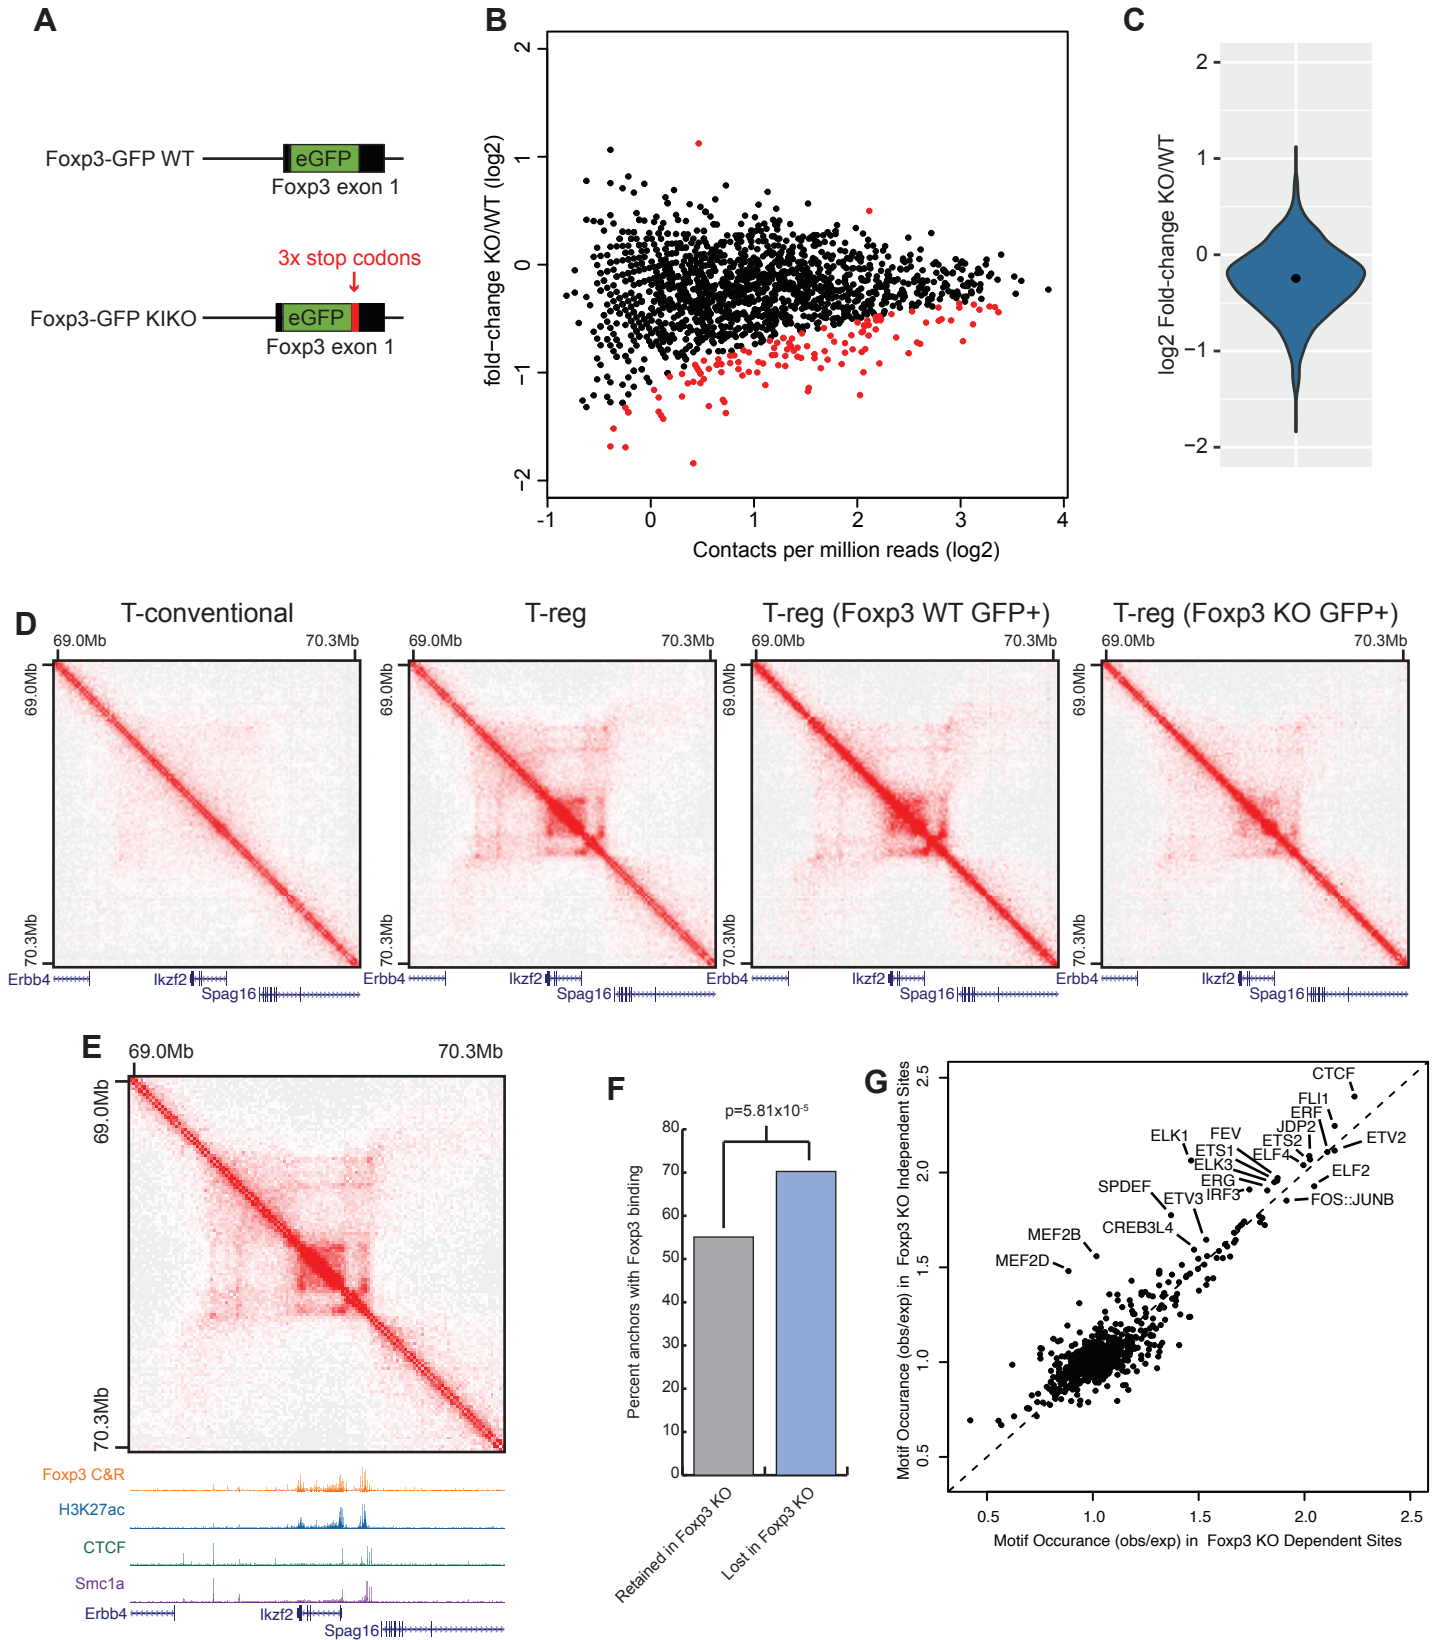 A
Foxp3-GFP WT
eGFP
Foxp3 exon 1
3x stop codons
Foxp3-GFP KIKO
eGFP
Foxp3 exon 1
B
fold−change KO/WT (log2)
2
1
0
−1
−2
-1
0
1
2
3
4
Contacts per million reads (log2)
C
log2 Fold-change KO/WT
2
1
0
−1
−2
D
T-conventional
69.0Mb
70.3Mb
69.0Mb
70.3Mb
Erbb4
Ikzf2
Spag16
T-reg
69.0Mb
70.3Mb
69.0Mb
70.3Mb
Erbb4
Ikzf2
Spag16
T-reg (Foxp3 WT GFP+)
69.0Mb
70.3Mb
69.0Mb
70.3Mb
Erbb4
Ikzf2
Spag16
T-reg (Foxp3 KO GFP+)
69.0Mb
70.3Mb
69.0Mb
70.3Mb
Erbb4
Ikzf2
Spag16
E
69.0Mb
70.3Mb
69.0Mb
70.3Mb
Foxp3 C&R
H3K27ac
CTCF
Smc1a
Erbb4
Ikzf2
Spag16
F
p=5.81x10-5
Percent anchors with Foxp3 binding
80
70
60
50
40
30
20
10
0
Retained in Foxp3 KO
Lost in Foxp3 KO
G
Motif Occurance (obs/exp) in Foxp3 KO Independent Sites
2.5
2.0
1.5
1.0
0.5
CTCF
FLI1
ERF
JDP2
ETS2
ELF4
ETV2
ELF2
FOS::JUNB
ELK1
FEV
ETS1
ELK3
ERG
IRF3
SPDEF
ETV3
CREB3L4
MEF2B
MEF2D
0.5
1.0
1.5
2.0
2.5
Motif Occurance (obs/exp) in Foxp3 KO Dependent Sites